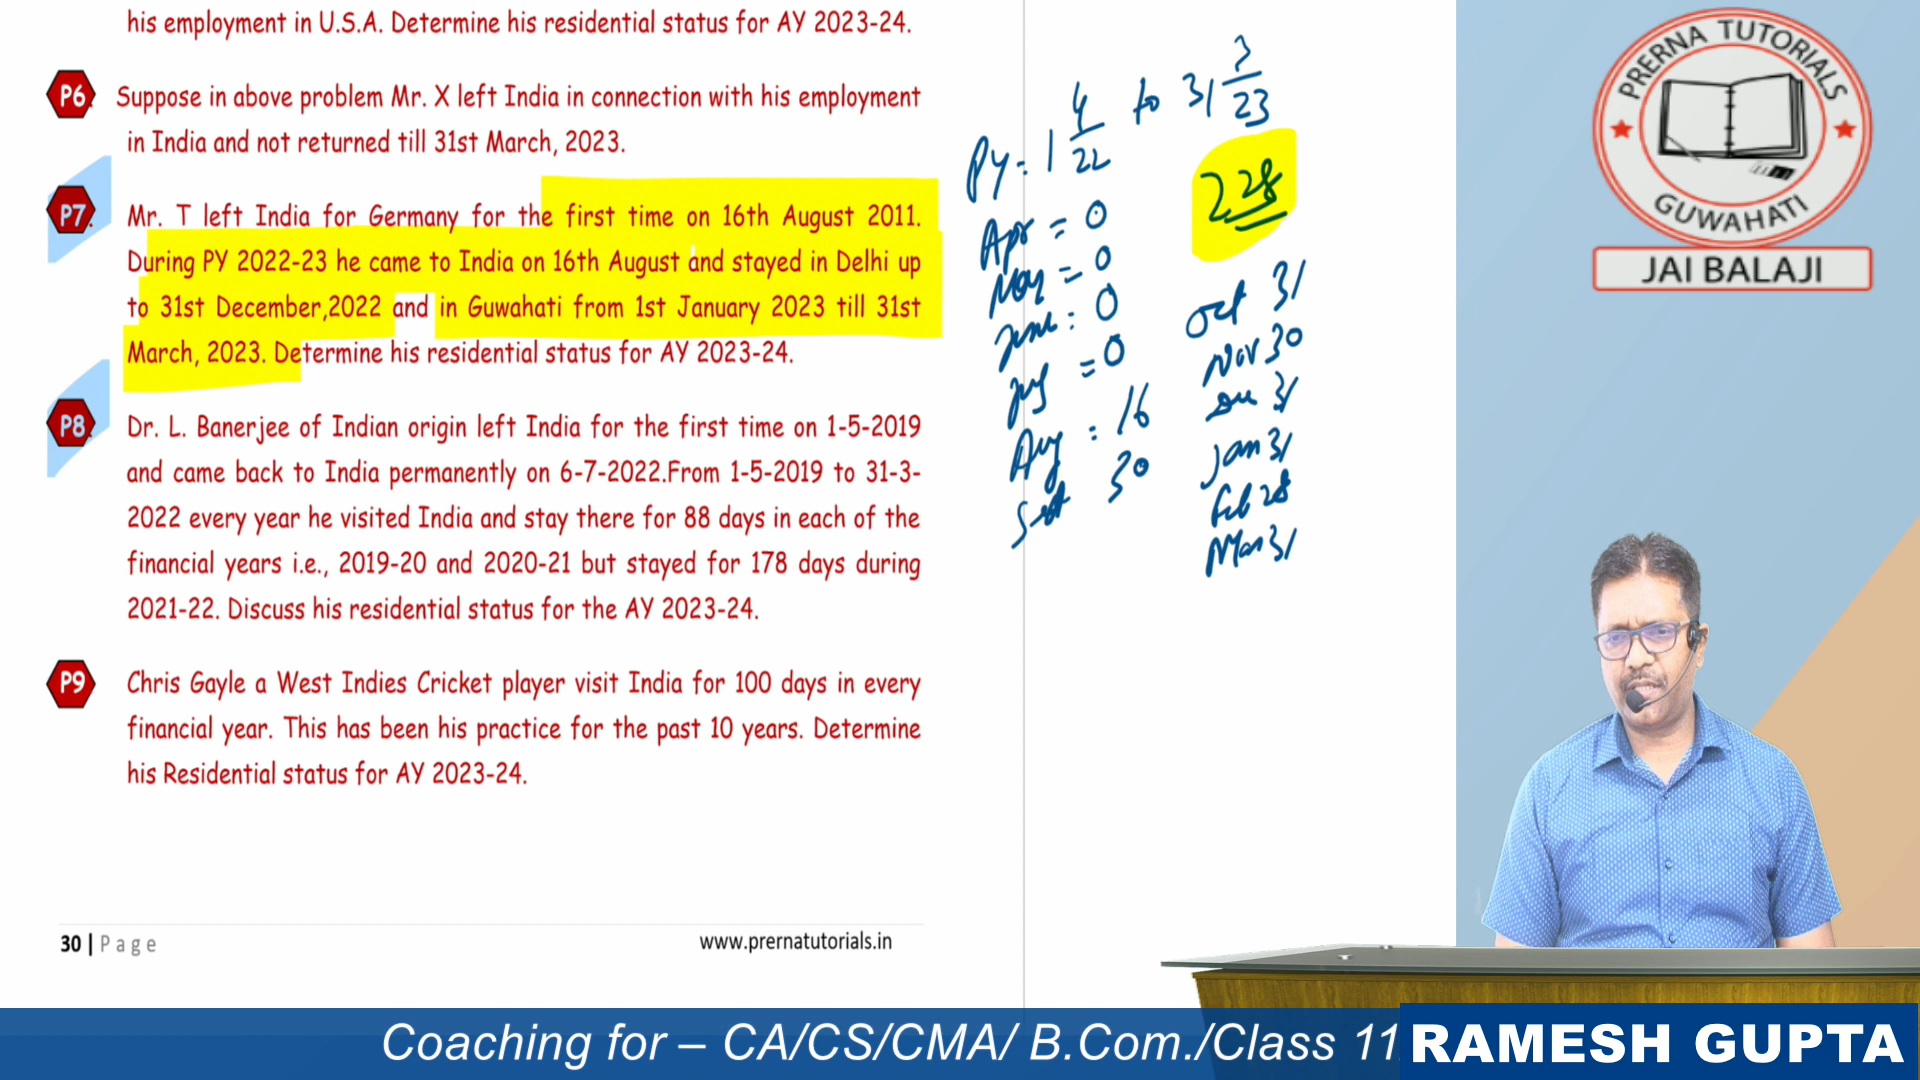 his employment in U.S.A. Determine his residential status for AY 2023-24.
P6. Suppose in above problem Mr. X left India in connection with his employment
in India and not returned till 31st March, 2023.
P7. Mr. T left India for Germany for the first time on 16th August 2011.
During PY 2022-23 he came to India on 16th August and stayed in Delhi up
to 31st December,2022 and in Guwahati from 1st January 2023 till 31st
March, 2023. Determine his residential status for AY 2023-24.
P8. Dr. L. Banerjee of Indian origin left India for the first time on 1-5-2019
and came back to India permanently on 6-7-2022.From 1-5-2019 to 31-3-
2022 every year he visited India and stay there for 88 days in each of the
financial years i.e., 2019-20 and 2020-21 but stayed for 178 days during
2021-22. Discuss his residential status for the AY 2023-24.
P9 Chris Gayle a West Indies Cricket player visit India for 100 days in every
financial year. This has been his practice for the past 10 years. Determine
his Residential status for AY 2023-24.
30 | Page
www.prernatutorials.in
PY: 1 4/22 to 31 3/23
228
Apr = 0
May = 0
June : 0
July = 0
Aug : 16
Sept 30
Oct 31
Nov 30
Dec 31
Jan 31
Feb 28
Mar 31
PRERNA TUTORIALS
GUWAHATI
JAI BALAJI
Coaching for – CA/CS/CMA/ B.Com./Class 11
RAMESH GUPTA